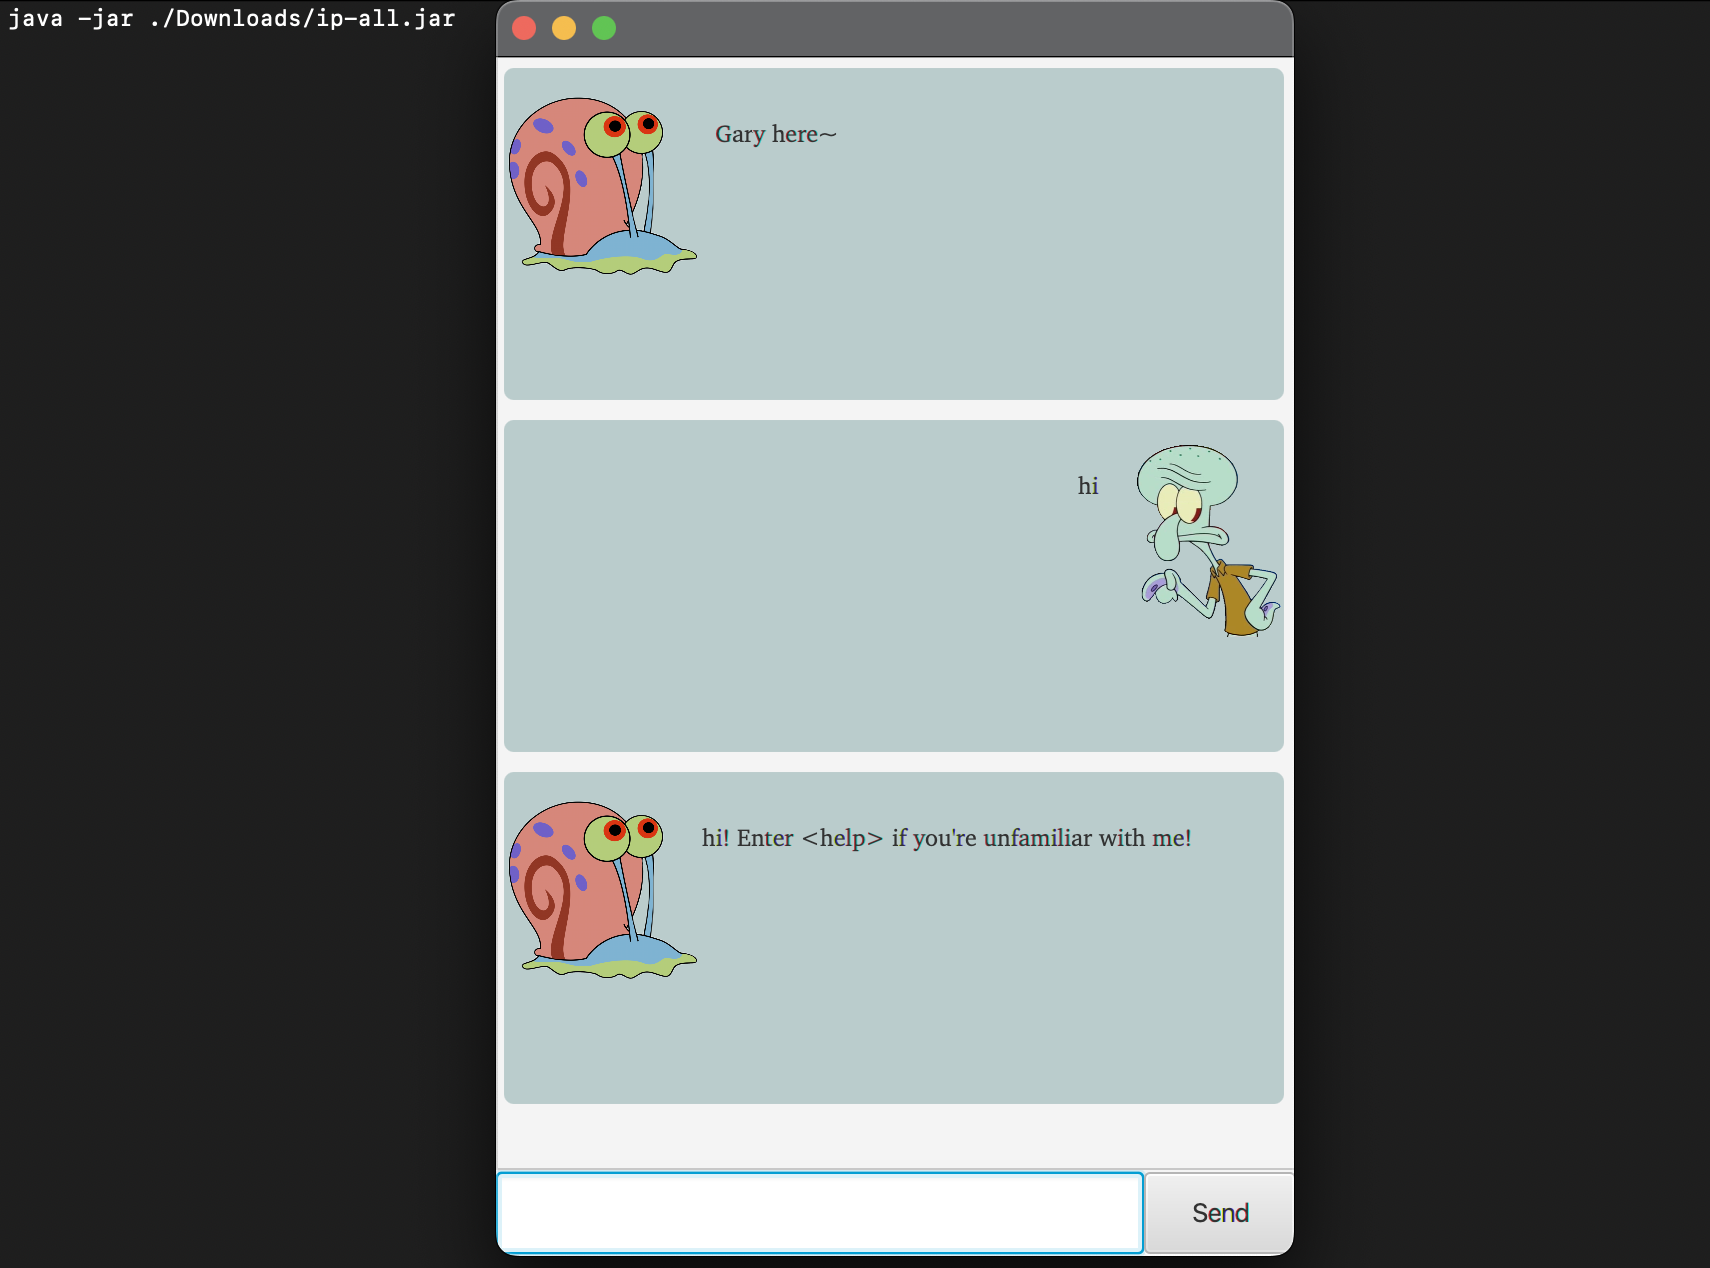 java -jar ./Downloads/ip-all.jar
Gary here~
hi
hi! Enter <help> if you're unfamiliar with me!
Send